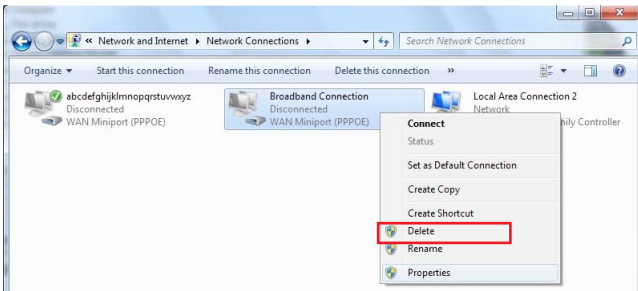 « Network and Internet ▸ Network Connections ▸
Search Network Connections
Organize ▾ Start this connection Rename this connection Delete this connection »
abcdefghijklmnopqrstuvwxyz
Disconnected
WAN Miniport (PPPOE)
Broadband Connection
Disconnected
WAN Miniport (PPPOE)
Local Area Connection 2
Network
nily Controller
Connect
Status
Set as Default Connection
Create Copy
Create Shortcut
Delete
Rename
Properties